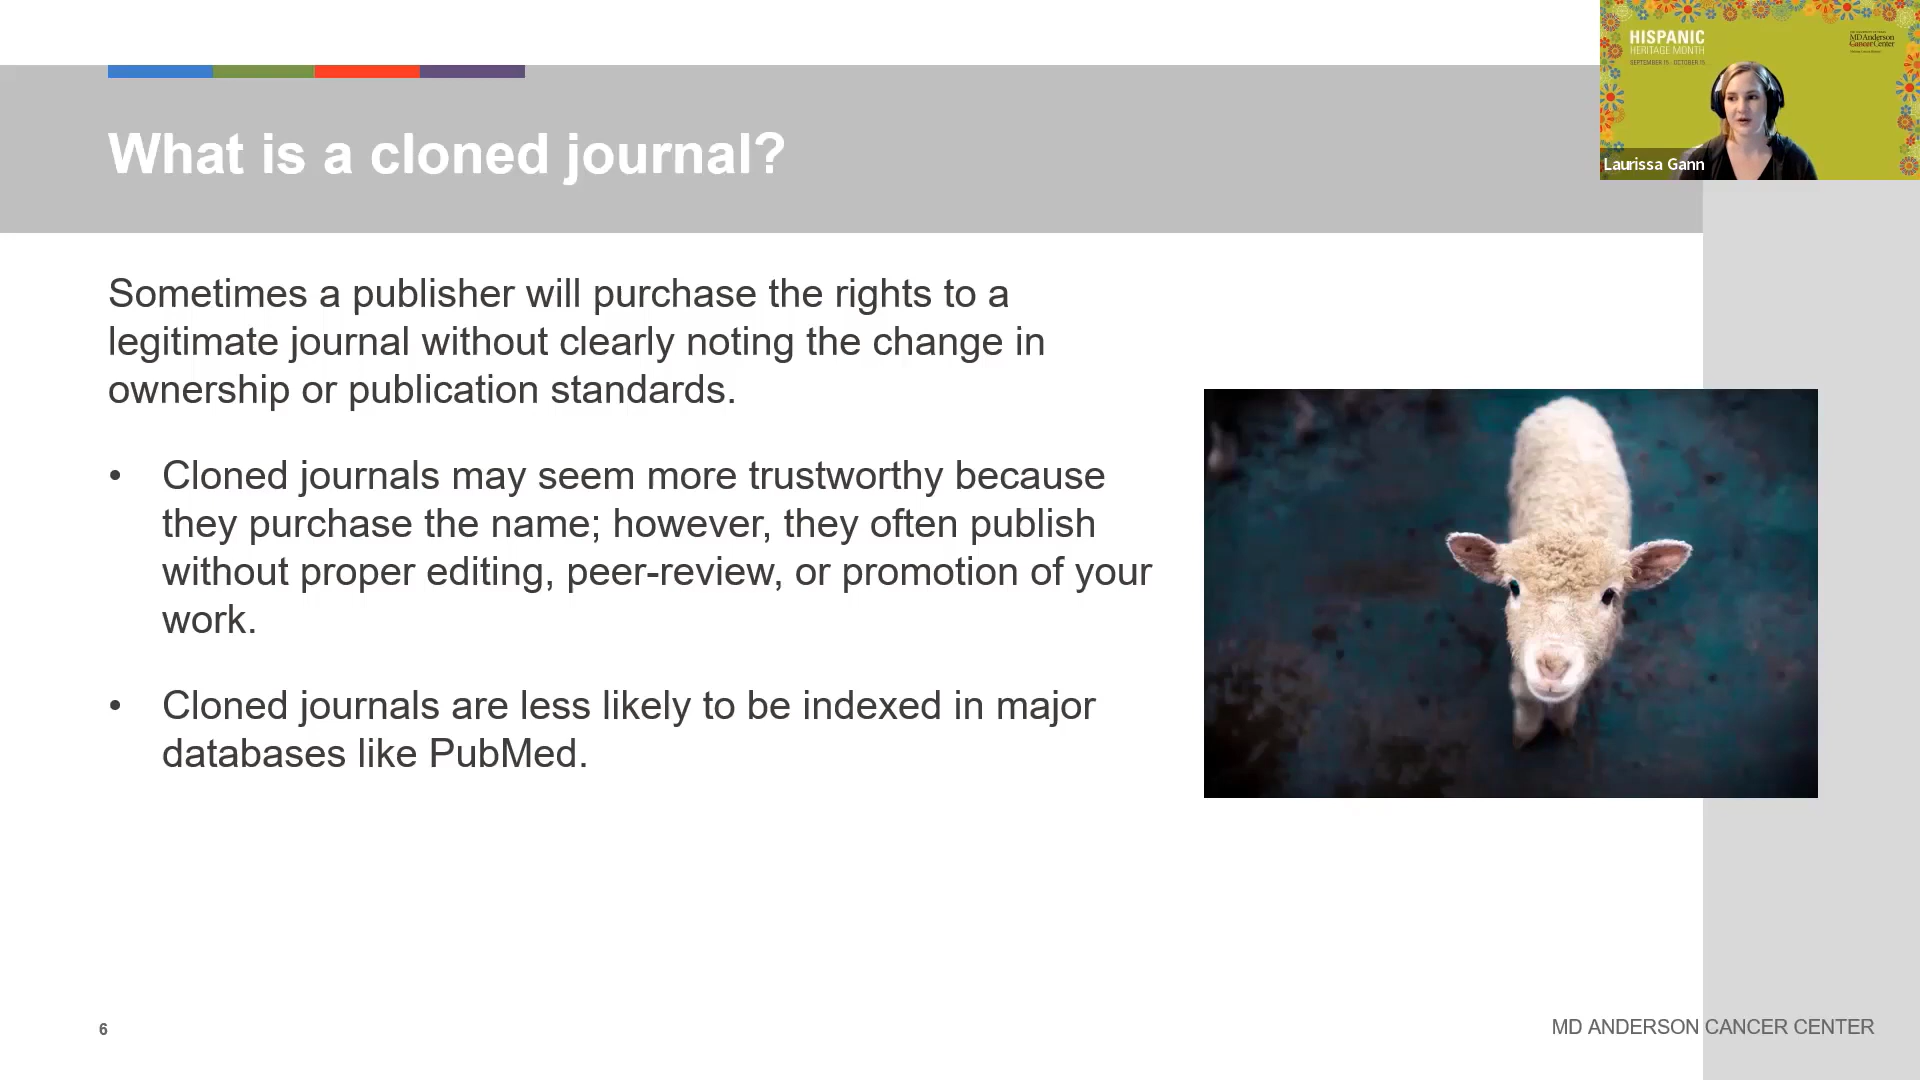 HISPANIC
HERITAGE MONTH
SEPTEMBER 15 - OCTOBER 15
MD Anderson
Cancer Center
Laurissa Gann
What is a cloned journal?
Sometimes a publisher will purchase the rights to a
legitimate journal without clearly noting the change in
ownership or publication standards.
• Cloned journals may seem more trustworthy because
they purchase the name; however, they often publish
without proper editing, peer-review, or promotion of your
work.
• Cloned journals are less likely to be indexed in major
databases like PubMed.
6
MD ANDERSON CANCER CENTER